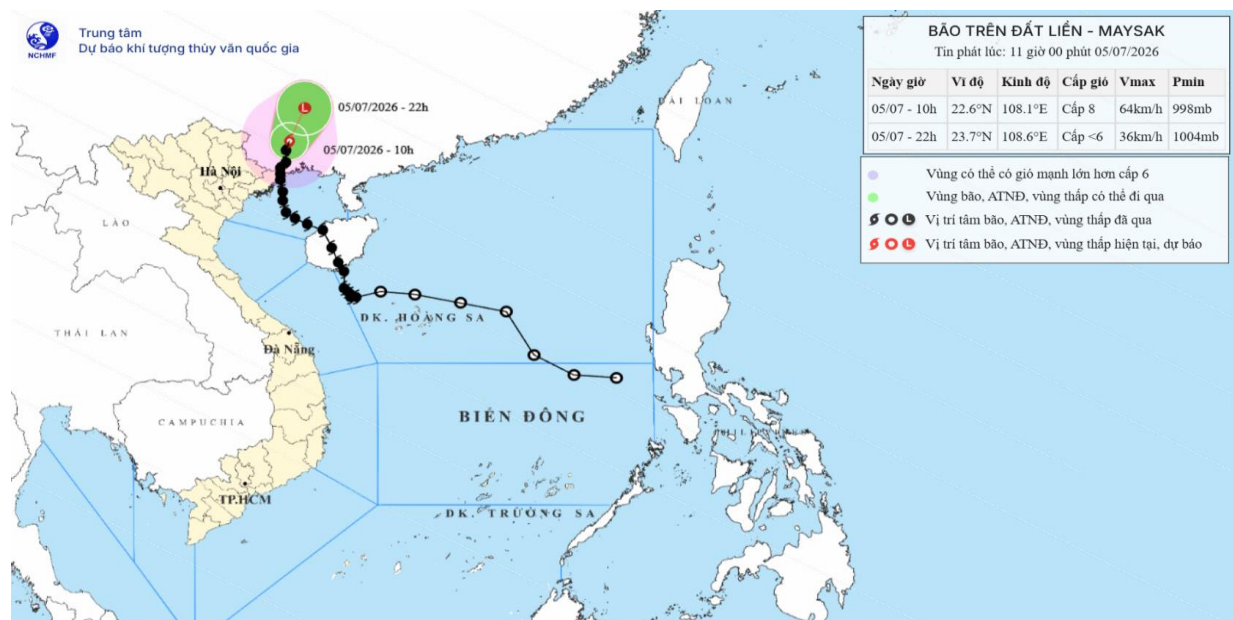 Trung tâm
Dự báo khí tượng thủy văn quốc gia
NCHMF
BÃO TRÊN ĐẤT LIỀN - MAYSAK
Tin phát lúc: 11 giờ 00 phút 05/07/2026
Ngày giờ Vĩ độ Kinh độ Cấp gió Vmax Pmin
05/07 - 10h 22.6°N 108.1°E Cấp 8 64km/h 998mb
05/07 - 22h 23.7°N 108.6°E Cấp <6 36km/h 1004mb
Vùng có thể có gió mạnh lớn hơn cấp 6
Vùng bão, ATNĐ, vùng thấp có thể đi qua
L Vị trí tâm bão, ATNĐ, vùng thấp đã qua
L Vị trí tâm bão, ATNĐ, vùng thấp hiện tại, dự báo
L
05/07/2026 - 22h
05/07/2026 - 10h
ĐÀI LOAN
Hà Nội
LÀO
ĐK. HOÀNG SA
THÁI LAN
Đà Nẵng
BIỂN ĐÔNG
CAMPUCHIA
PHILIPPINES
TP.HCM
ĐK. TRƯỜNG SA